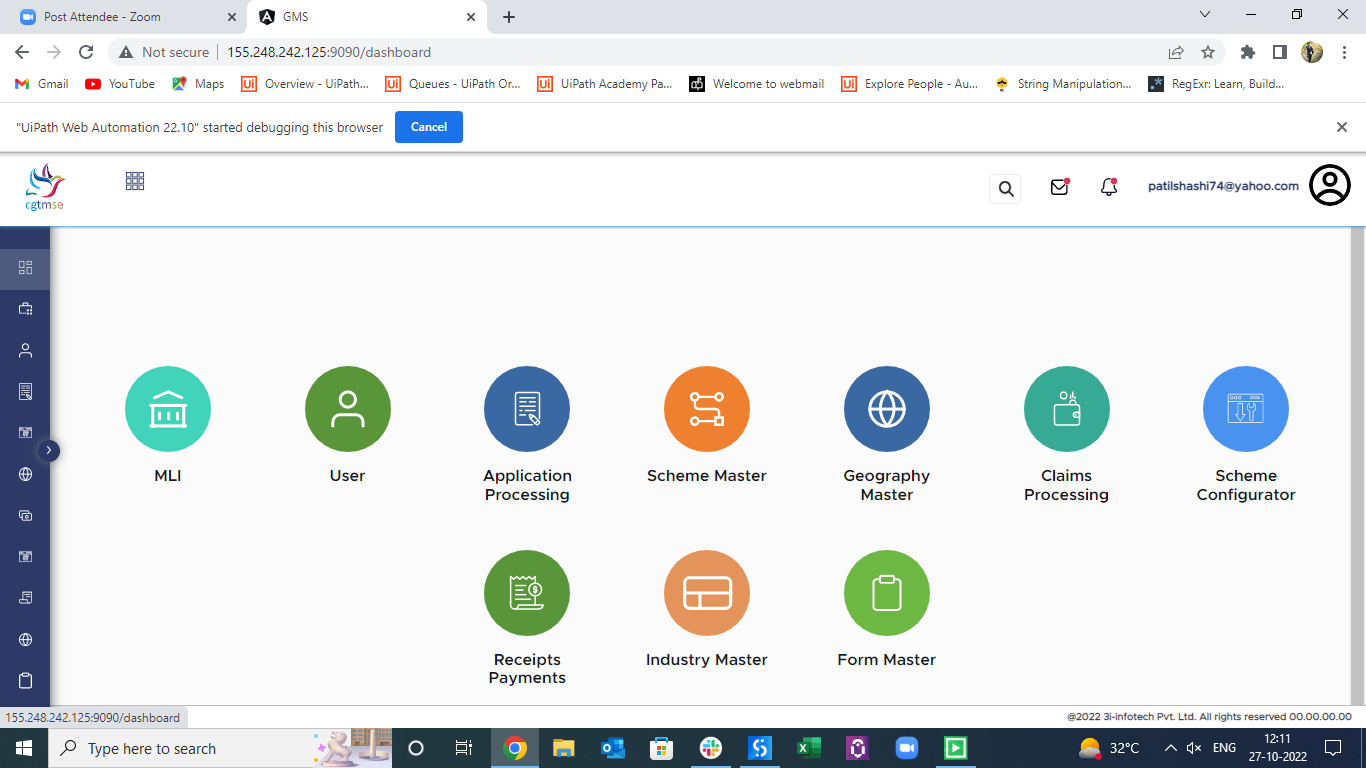 Post Attendee - Zoom
GMS
Not secure
155.248.242.125:9090/dashboard
Gmail
YouTube
Maps
Overview - UiPath...
Queues - UiPath Or...
UiPath Academy Pa...
Welcome to webmail
Explore People - Au...
String Manipulation...
RegExr: Learn, Build...
"UiPath Web Automation 22.10" started debugging this browser
Cancel
cgtmse
patilshashi74@yahoo.com
MLI
User
Application
Processing
Scheme Master
Geography
Master
Claims
Processing
Scheme
Configurator
Receipts
Payments
Industry Master
Form Master
155.248.242.125:9090/dashboard
@2022 3i-infotech Pvt. Ltd. All rights reserved 00.00.00.00
Type here to search
32°C
ENG
12:11
27-10-2022